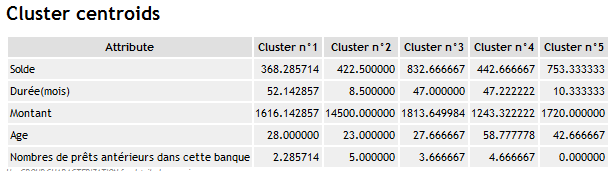 Cluster centroids
Attribute Cluster n°1 Cluster n°2 Cluster n°3 Cluster n°4 Cluster n°5
Solde 368.285714 422.500000 832.666667 442.666667 753.333333
Durée(mois) 52.142857 8.500000 47.000000 47.222222 10.333333
Montant 1616.142857 14500.000000 1813.649984 1243.322222 1720.000000
Age 28.000000 23.000000 27.666667 58.777778 42.666667
Nombres de prêts antérieurs dans cette banque 2.285714 5.000000 3.666667 4.666667 0.000000